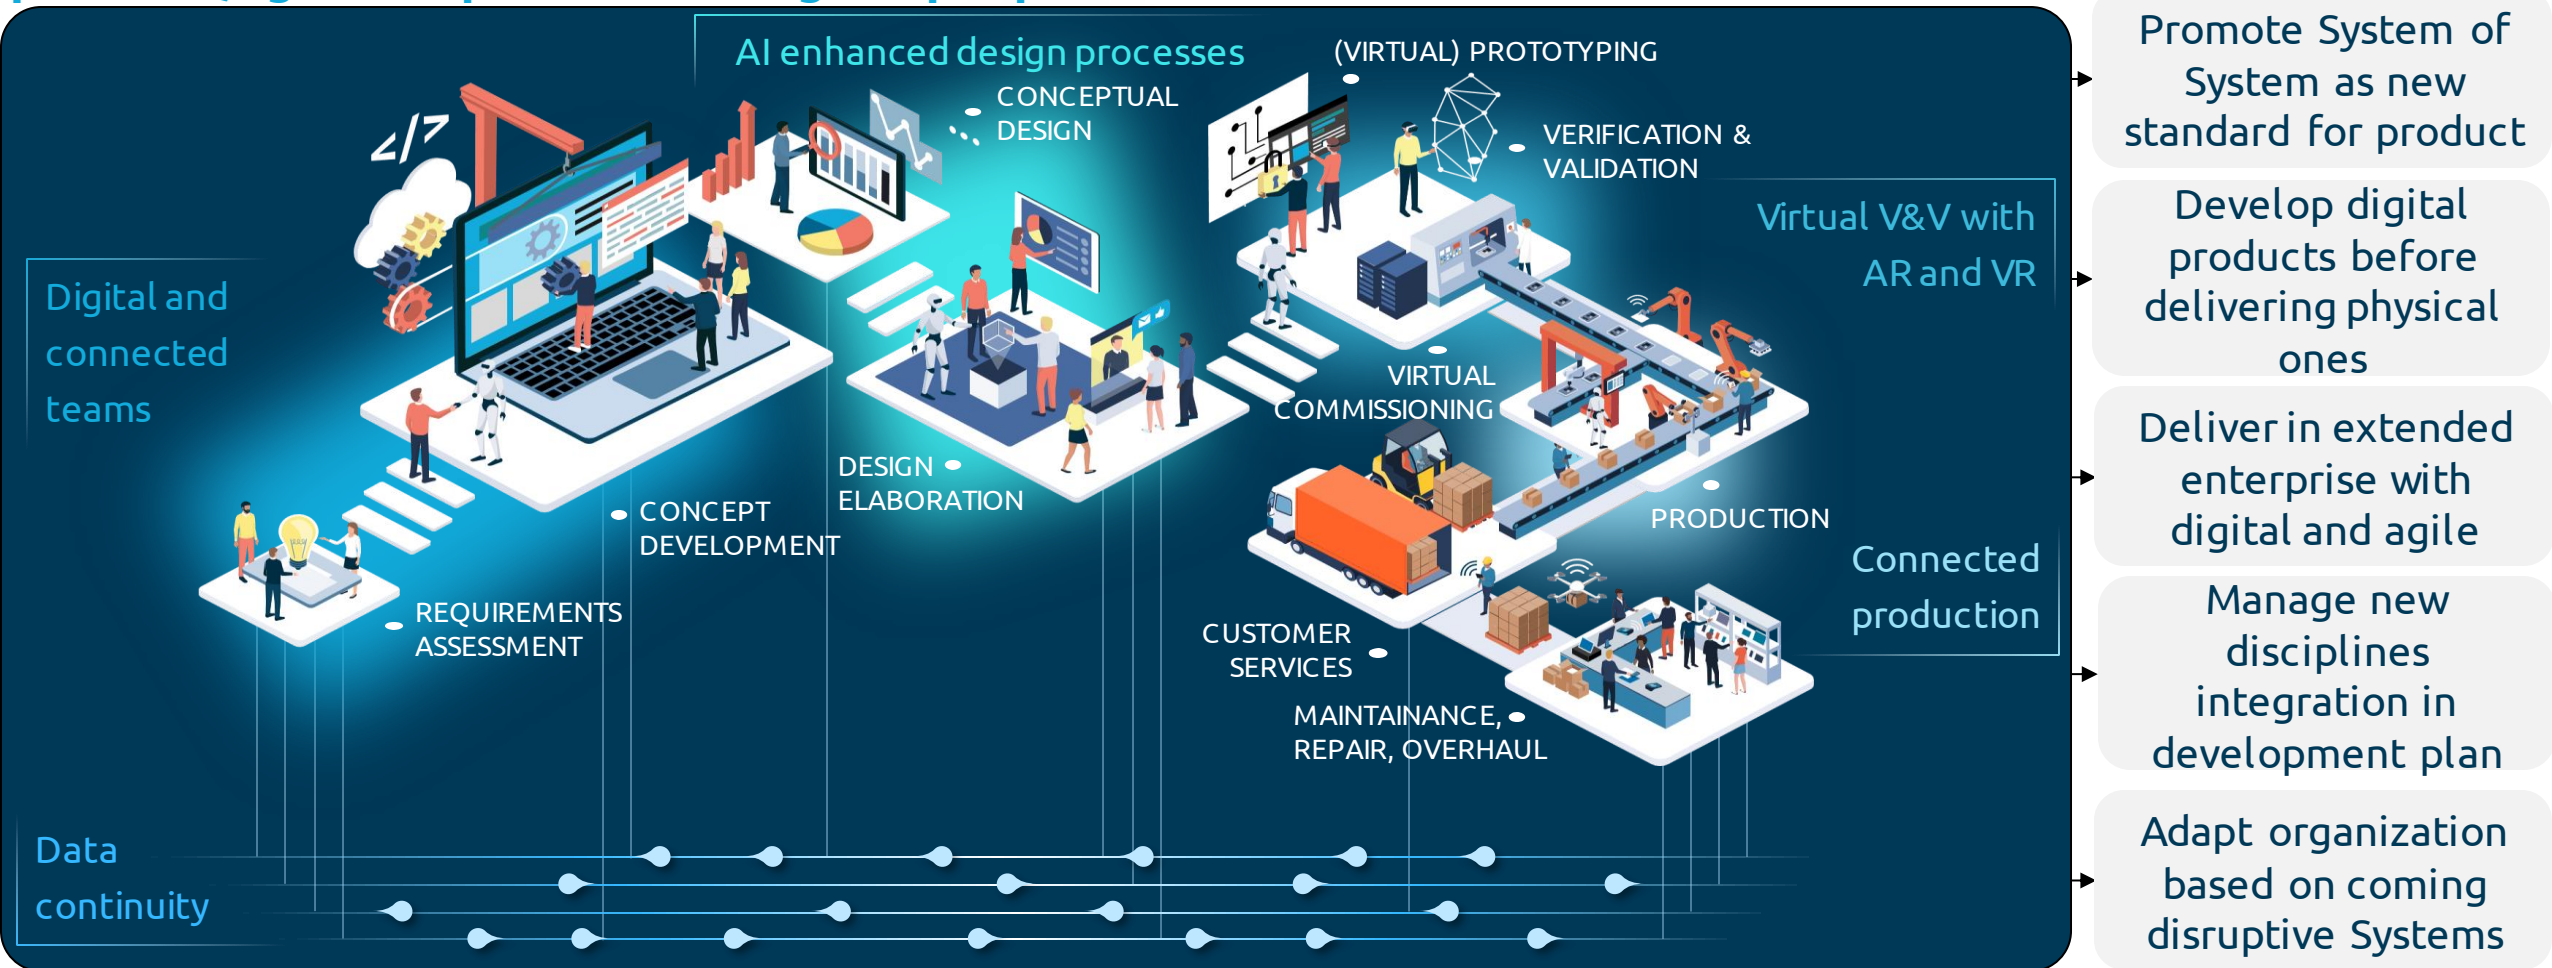 AI enhanced design processes
CONCEPTUAL
DESIGN
(VIRTUAL) PROTOTYPING
VERIFICATION &
VALIDATION
Virtual V&V with
AR and VR
</>
Digital and
connected
teams
VIRTUAL
COMMISSIONING
DESIGN
ELABORATION
CONCEPT
DEVELOPMENT
PRODUCTION
Connected
production
REQUIREMENTS
ASSESSMENT
CUSTOMER
SERVICES
MAINTAINANCE,
REPAIR, OVERHAUL
Data
continuity
Promote System of
System as new
standard for product
Develop digital
products before
delivering physical
ones
Deliver in extended
enterprise with
digital and agile
Manage new
disciplines
integration in
development plan
Adapt organization
based on coming
disruptive Systems